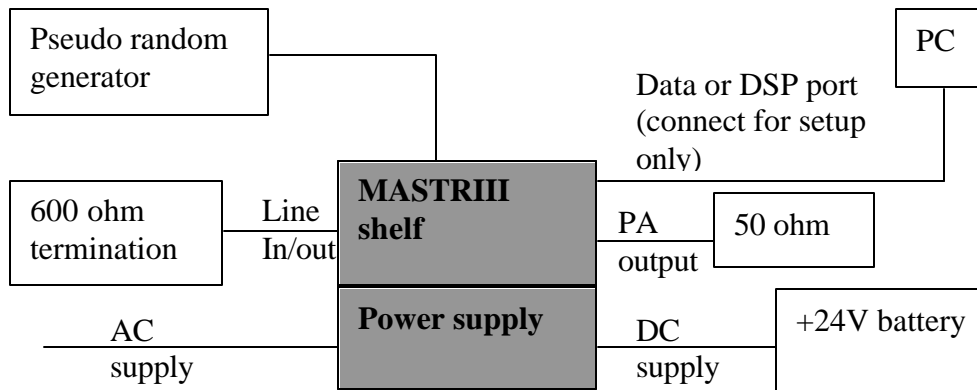 Pseudo random
generator
PC
Data or DSP port
(connect for setup
only)
MASTRIII
shelf
600 ohm
termination
Line
In/out
PA
output
50 ohm
Power supply
AC
supply
DC
supply
+24V battery